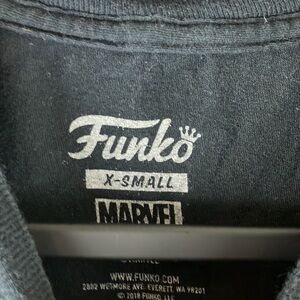 Funko
X-SMALL
MARVEL
WWW.FUNKO.COM
2802 WETMORE AVE. EVERETT, WA 98201
© 2018 FUNKO, LLC